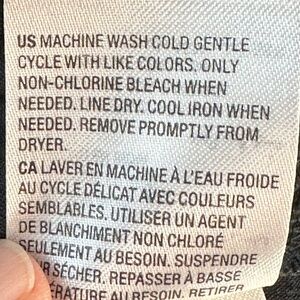 US MACHINE WASH COLD GENTLE
CYCLE WITH LIKE COLORS. ONLY
NON-CHLORINE BLEACH WHEN
NEEDED. LINE DRY. COOL IRON WHEN
NEEDED. REMOVE PROMPTLY FROM
DRYER.
CA LAVER EN MACHINE À L'EAU FROIDE
AU CYCLE DÉLICAT AVEC COULEURS
SEMBLABLES. UTILISER UN AGENT
DE BLANCHIMENT NON CHLORÉ
SEULEMENT AU BESOIN. SUSPENDRE
SÉCHER. REPASSER À BASSE
AU BESOIN. RETIRER